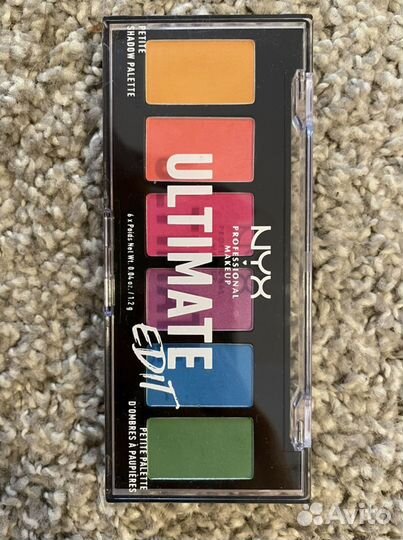 PETITE
SHADOW PALETTE
NYX
PROFESSIONAL
MAKEUP
ULTIMATE
EDIT
6 x Poids Net Wt. 0.04 oz. / 1.2 g
PETITE PALETTE
D'OMBRES À PAUPIÈRES
Avito